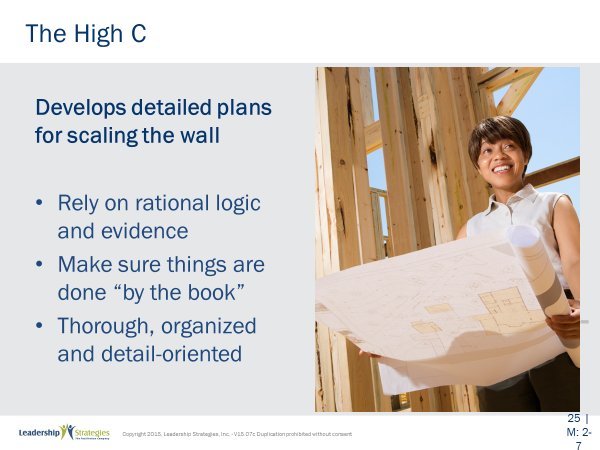 The High C
Develops detailed plans
for scaling the wall
• Rely on rational logic
and evidence
• Make sure things are
done “by the book”
• Thorough, organized
and detail-oriented
Leadership Strategies
The Facilitation Company
Copyright 2015, Leadership Strategies, Inc. - V15.07c Duplication prohibited without consent
25 |
M: 2-
7